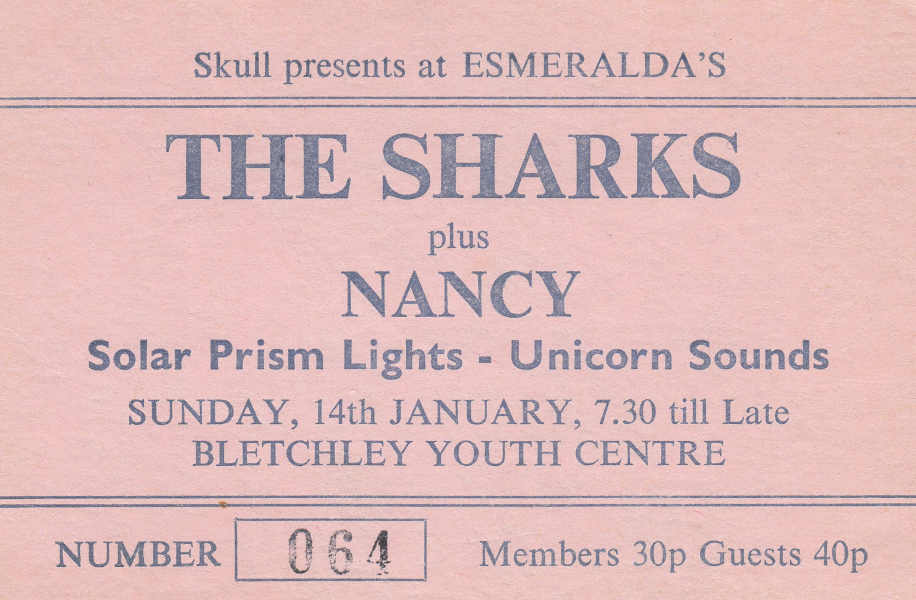 Skull presents at ESMERALDA'S
THE SHARKS
plus
NANCY
Solar Prism Lights - Unicorn Sounds
SUNDAY, 14th JANUARY, 7.30 till Late
BLETCHLEY YOUTH CENTRE
NUMBER 064 Members 30p Guests 40p